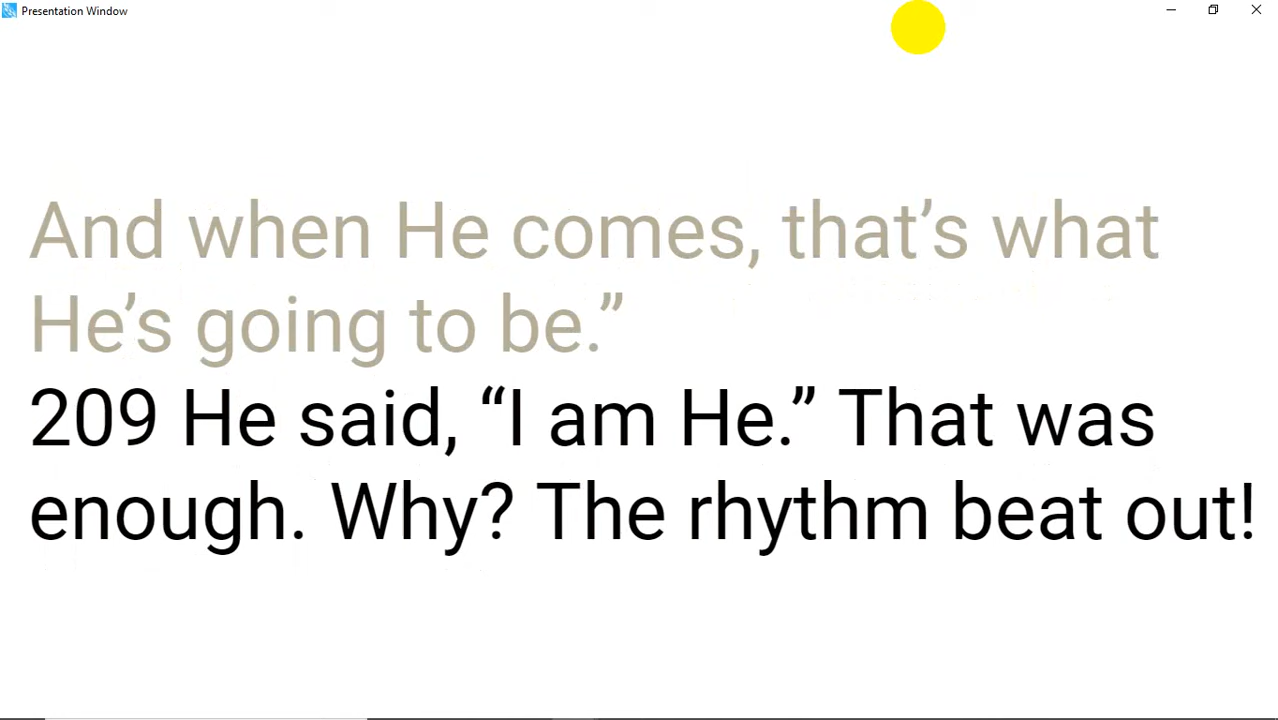 Presentation Window
And when He comes, that’s what
He’s going to be.”
209 He said, “I am He.” That was
enough. Why? The rhythm beat out!